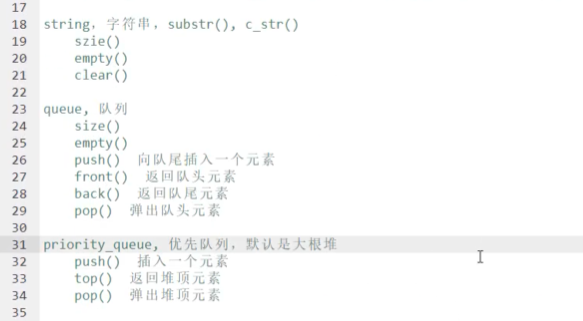 17
18 string, 字符串, substr(), c_str()
19 szie()
20 empty()
21 clear()
22
23 queue, 队列
24 size()
25 empty()
26 push() 向队尾插入一个元素
27 front() 返回队头元素
28 back() 返回队尾元素
29 pop() 弹出队头元素
30
31 priority_queue, 优先队列, 默认是大根堆
32 push() 插入一个元素
33 top() 返回堆顶元素
34 pop() 弹出堆顶元素
35